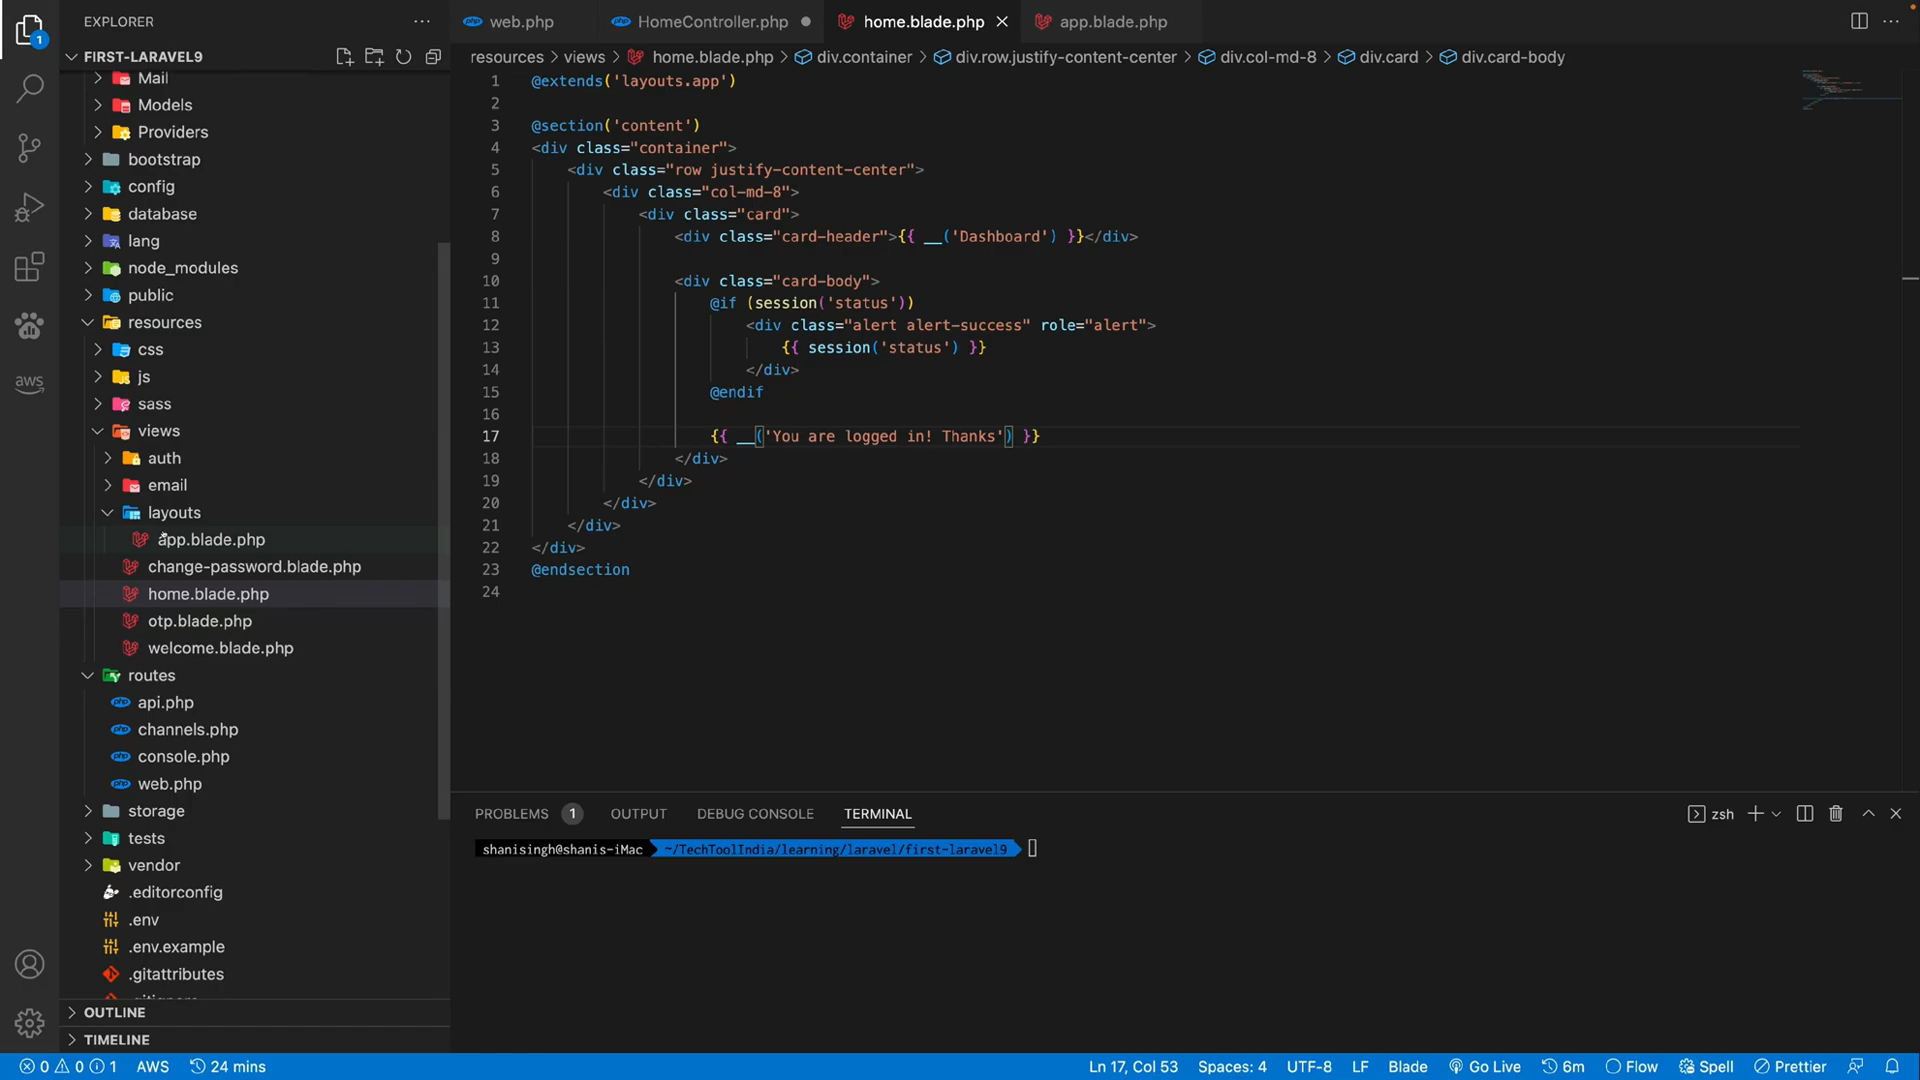 EXPLORER
FIRST-LARAVEL9
Mail
Models
Providers
bootstrap
config
database
lang
node_modules
public
resources
css
js
sass
views
auth
email
layouts
app.blade.php
change-password.blade.php
home.blade.php
otp.blade.php
welcome.blade.php
routes
api.php
channels.php
console.php
web.php
storage
tests
vendor
.editorconfig
.env
.env.example
.gitattributes
OUTLINE
TIMELINE
1
aws
web.php HomeController.php home.blade.php app.blade.php
resources > views > home.blade.php > div.container > div.row.justify-content-center > div.col-md-8 > div.card > div.card-body
1 @extends('layouts.app')
2
3 @section('content')
4 <div class="container">
5 <div class="row justify-content-center">
6 <div class="col-md-8">
7 <div class="card">
8 <div class="card-header">{{ __('Dashboard') }}</div>
9
10 <div class="card-body">
11 @if (session('status'))
12 <div class="alert alert-success" role="alert">
13 {{ session('status') }}
14 </div>
15 @endif
16
17 {{ __('You are logged in! Thanks') }}
18 </div>
19 </div>
20 </div>
21 </div>
22 </div>
23 @endsection
24
PROBLEMS 1 OUTPUT DEBUG CONSOLE TERMINAL zsh
shanisingh@shanis-iMac ~/TechToolIndia/learning/laravel/first-laravel9
0 0 1 AWS 24 mins Ln 17, Col 53 Spaces: 4 UTF-8 LF Blade Go Live 6m Flow Spell Prettier